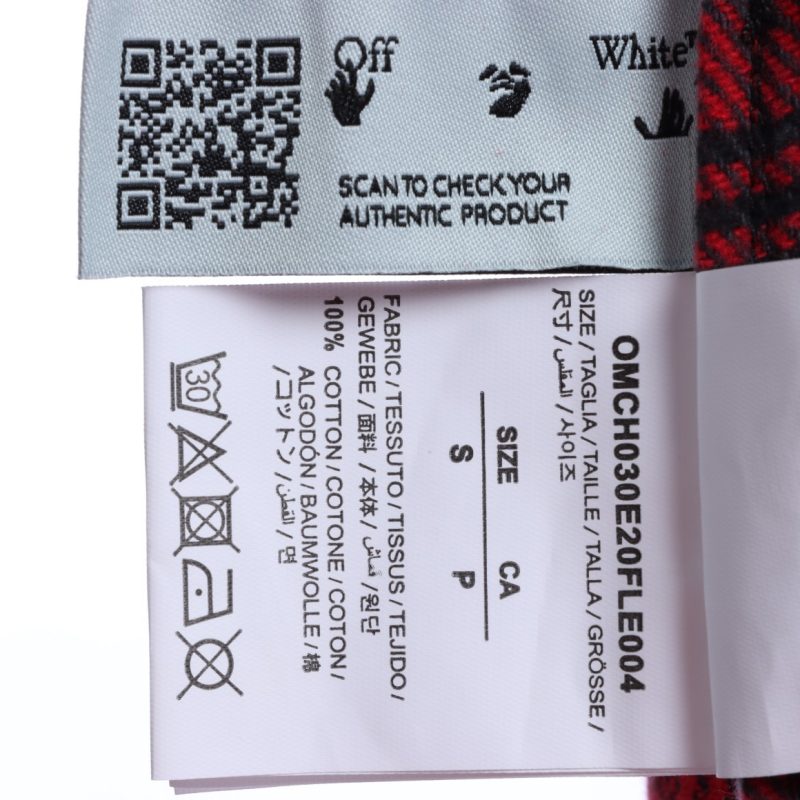 Off
White™
SCAN TO CHECK YOUR
AUTHENTIC PRODUCT
OMCH030E20FLE004
SIZE / TAGLIA / TAILLE / TALLA / GRÖSSE /
尺寸 / المقاس / 사이즈
SIZE CA
S P
FABRIC / TESSUTO / TISSUS / TEJIDO /
GEWEBE / 面料 / 本体 / قماش / 원단
100% COTTON / COTONE / COTON /
ALGODÓN / BAUMWOLLE / 棉
/ コットン / القطن / 면
30